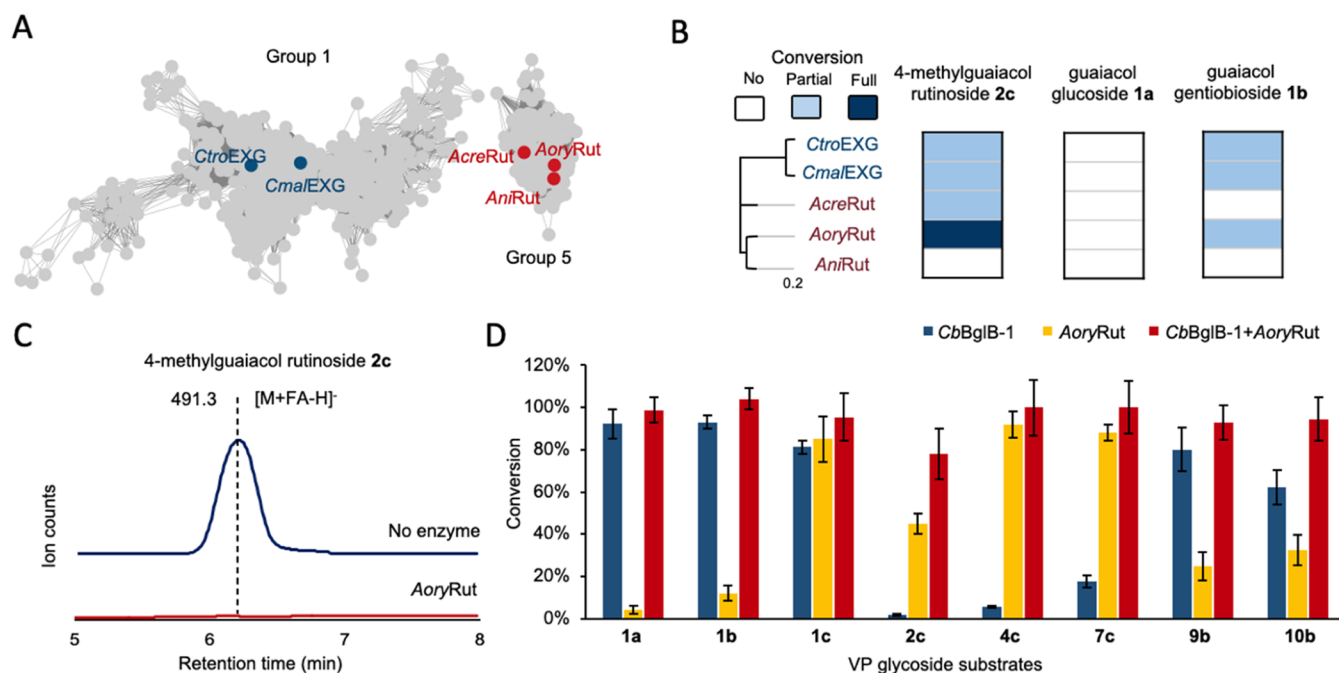 A
Group 1
CtroEXG
CmalEXG
AcreRut
AoryRut
AniRut
Group 5
B
Conversion
No Partial Full
4-methylguaiacol
rutinoside 2c
guaiacol
glucoside 1a
guaiacol
gentiobioside 1b
CtroEXG
CmalEXG
AcreRut
AoryRut
AniRut
0.2
C
4-methylguaiacol rutinoside 2c
491.3 [M+FA-H]-
No enzyme
AoryRut
Ion counts
5 6 7 8
Retention time (min)
D
CbBglB-1 AoryRut CbBglB-1+AoryRut
120%
100%
80%
60%
40%
20%
0%
Conversion
1a 1b 1c 2c 4c 7c 9b 10b
VP glycoside substrates